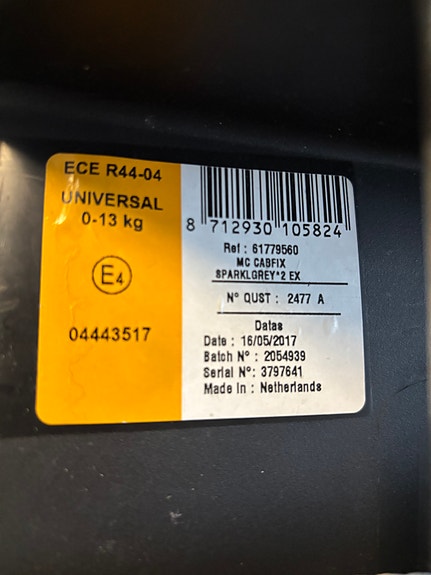 ECE R44-04
UNIVERSAL
0-13 kg
E4
04443517
8 712930 105824
Ref : 61779560
MC CABFIX
SPARKLGREY*2 EX
N° QUST : 2477 A
Datas
Date : 16/05/2017
Batch N° : 2054939
Serial N°: 3797641
Made In : Netherlands